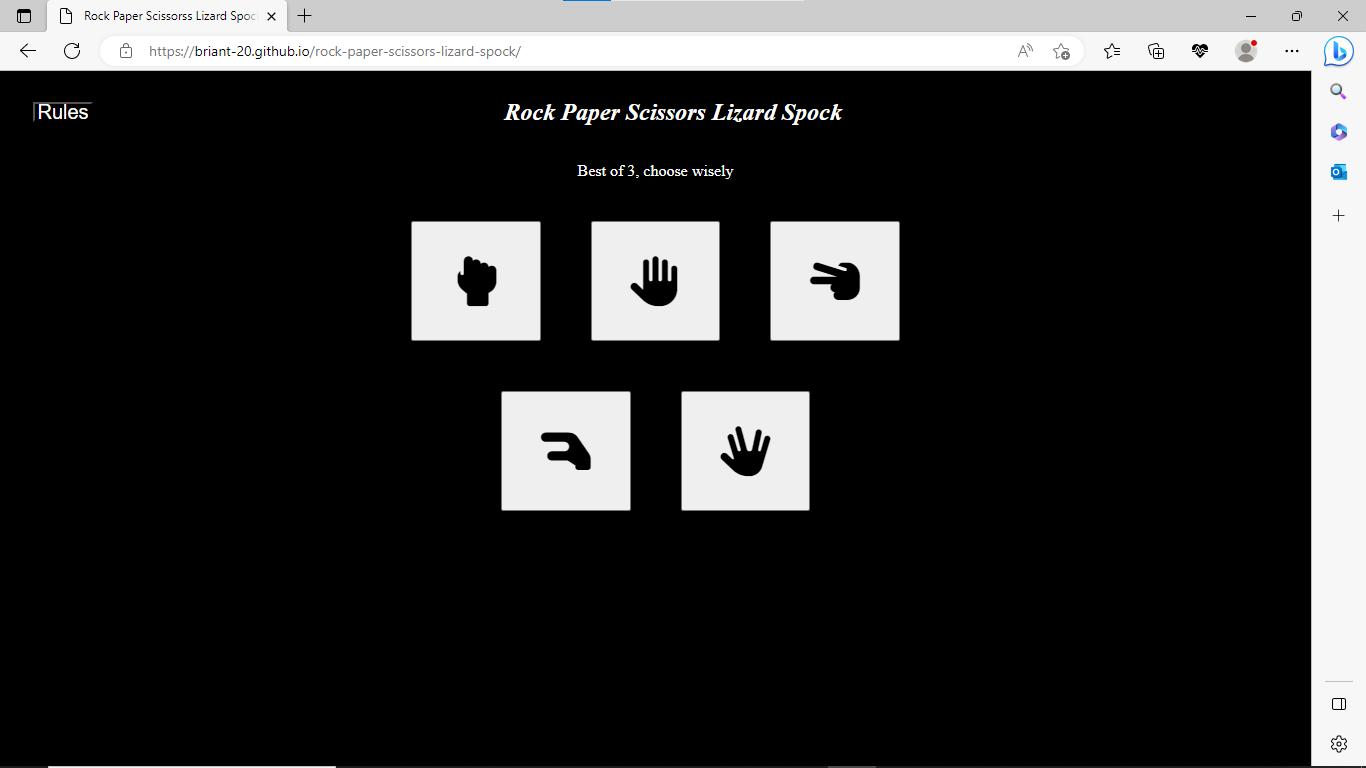 Rock Paper Scissorss Lizard Spoc
https://briant-20.github.io/rock-paper-scissors-lizard-spock/
Rules
Rock Paper Scissors Lizard Spock
Best of 3, choose wisely